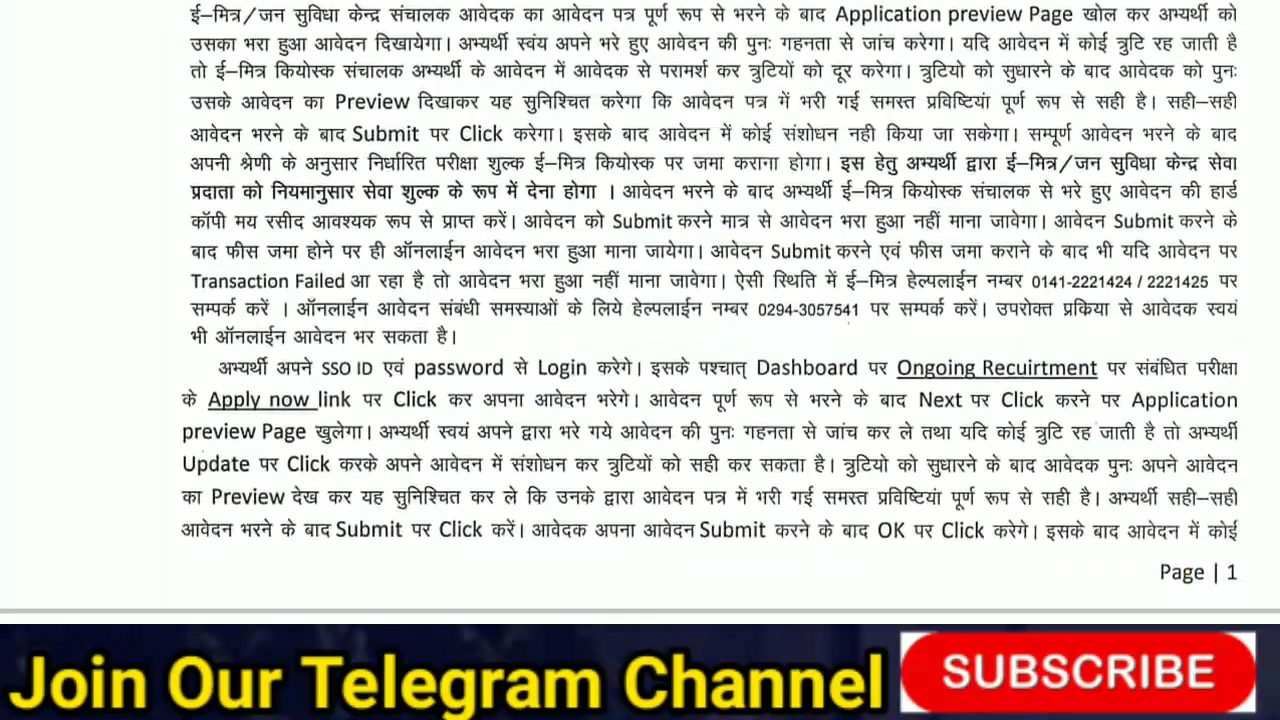 ई–मित्र/जन सुविधा केन्द्र संचालक आवेदक का आवेदन पत्र पूर्ण रूप से भरने के बाद Application preview Page खोल कर अभ्यर्थी को
उसका भरा हुआ आवेदन दिखायेगा। अभ्यर्थी स्वंय अपने भरे हुए आवेदन की पुनः गहनता से जांच करेगा। यदि आवेदन में कोई त्रुटि रह जाती है
तो ई–मित्र कियोस्क संचालक अभ्यर्थी के आवेदन में आवेदक से परामर्श कर त्रुटियों को दूर करेगा। त्रुटियो को सुधारने के बाद आवेदक को पुनः
उसके आवेदन का Preview दिखाकर यह सुनिश्चित करेगा कि आवेदन पत्र में भरी गई समस्त प्रविष्टियां पूर्ण रूप से सही है। सही–सही
आवेदन भरने के बाद Submit पर Click करेगा। इसके बाद आवेदन में कोई संशोधन नही किया जा सकेगा। सम्पूर्ण आवेदन भरने के बाद
अपनी श्रेणी के अनुसार निर्धारित परीक्षा शुल्क ई–मित्र कियोस्क पर जमा कराना होगा। इस हेतु अभ्यर्थी द्वारा ई–मित्र/जन सुविधा केन्द्र सेवा
प्रदाता को नियमानुसार सेवा शुल्क के रूप में देना होगा । आवेदन भरने के बाद अभ्यर्थी ई–मित्र कियोस्क संचालक से भरे हुए आवेदन की हार्ड
कॉपी मय रसीद आवश्यक रूप से प्राप्त करें। आवेदन को Submit करने मात्र से आवेदन भरा हुआ नहीं माना जावेगा। आवेदन Submit करने के
बाद फीस जमा होने पर ही ऑनलाईन आवेदन भरा हुआ माना जायेगा। आवेदन Submit करने एवं फीस जमा कराने के बाद भी यदि आवेदन पर
Transaction Failed आ रहा है तो आवेदन भरा हुआ नहीं माना जावेगा। ऐसी स्थिति में ई–मित्र हेल्पलाईन नम्बर 0141-2221424 / 2221425 पर
सम्पर्क करें । ऑनलाईन आवेदन संबंधी समस्याओं के लिये हेल्पलाईन नम्बर 0294-3057541 पर सम्पर्क करें। उपरोक्त प्रकिया से आवेदक स्वयं
भी ऑनलाईन आवेदन भर सकता है।
अभ्यर्थी अपने SSO ID एवं password से Login करेगे। इसके पश्चात् Dashboard पर Ongoing Recuirtment पर संबंधित परीक्षा
के Apply now link पर Click कर अपना आवेदन भरेगे। आवेदन पूर्ण रूप से भरने के बाद Next पर Click करने पर Application
preview Page खुलेगा। अभ्यर्थी स्वयं अपने द्वारा भरे गये आवेदन की पुनः गहनता से जांच कर ले तथा यदि कोई त्रुटि रह जाती है तो अभ्यर्थी
Update पर Click करके अपने आवेदन में संशोधन कर त्रुटियों को सही कर सकता है। त्रुटियो को सुधारने के बाद आवेदक पुनः अपने आवेदन
का Preview देख कर यह सुनिश्चित कर ले कि उनके द्वारा आवेदन पत्र में भरी गई समस्त प्रविष्टियां पूर्ण रूप से सही है। अभ्यर्थी सही–सही
आवेदन भरने के बाद Submit पर Click करें। आवेदक अपना आवेदन Submit करने के बाद OK पर Click करेगे। इसके बाद आवेदन में कोई
Page | 1
Join Our Telegram Channel
SUBSCRIBE